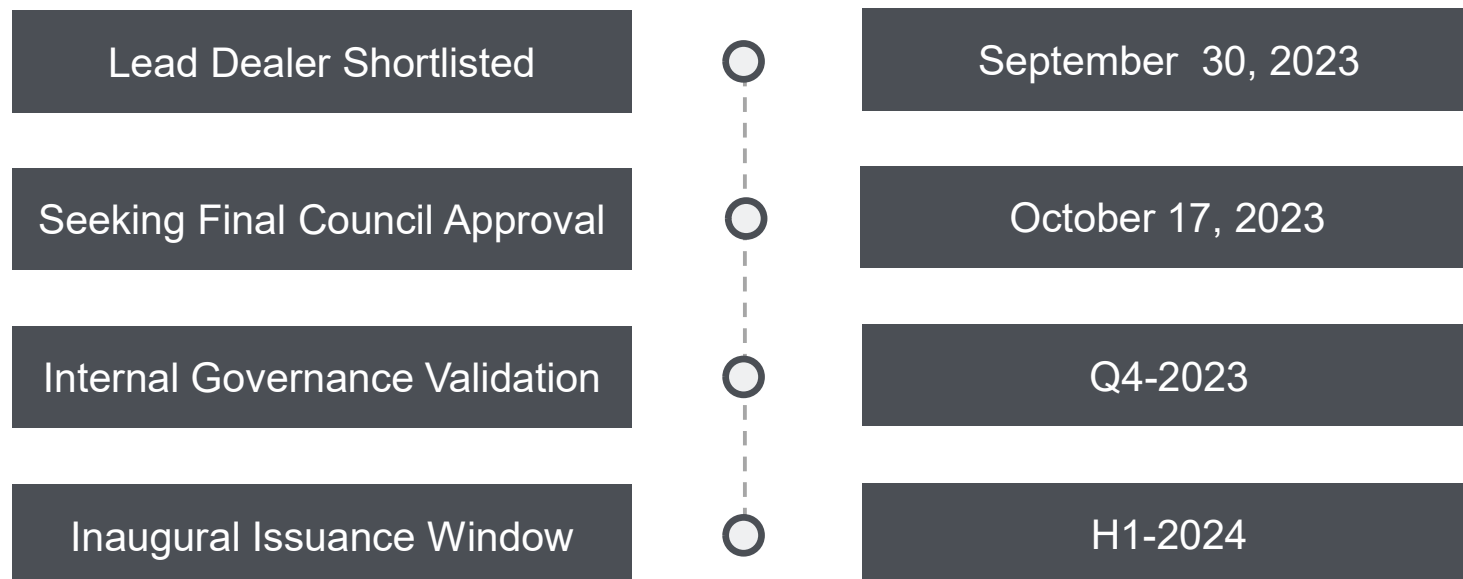 Lead Dealer Shortlisted
September 30, 2023
Seeking Final Council Approval
October 17, 2023
Internal Governance Validation
Q4-2023
Inaugural Issuance Window
H1-2024